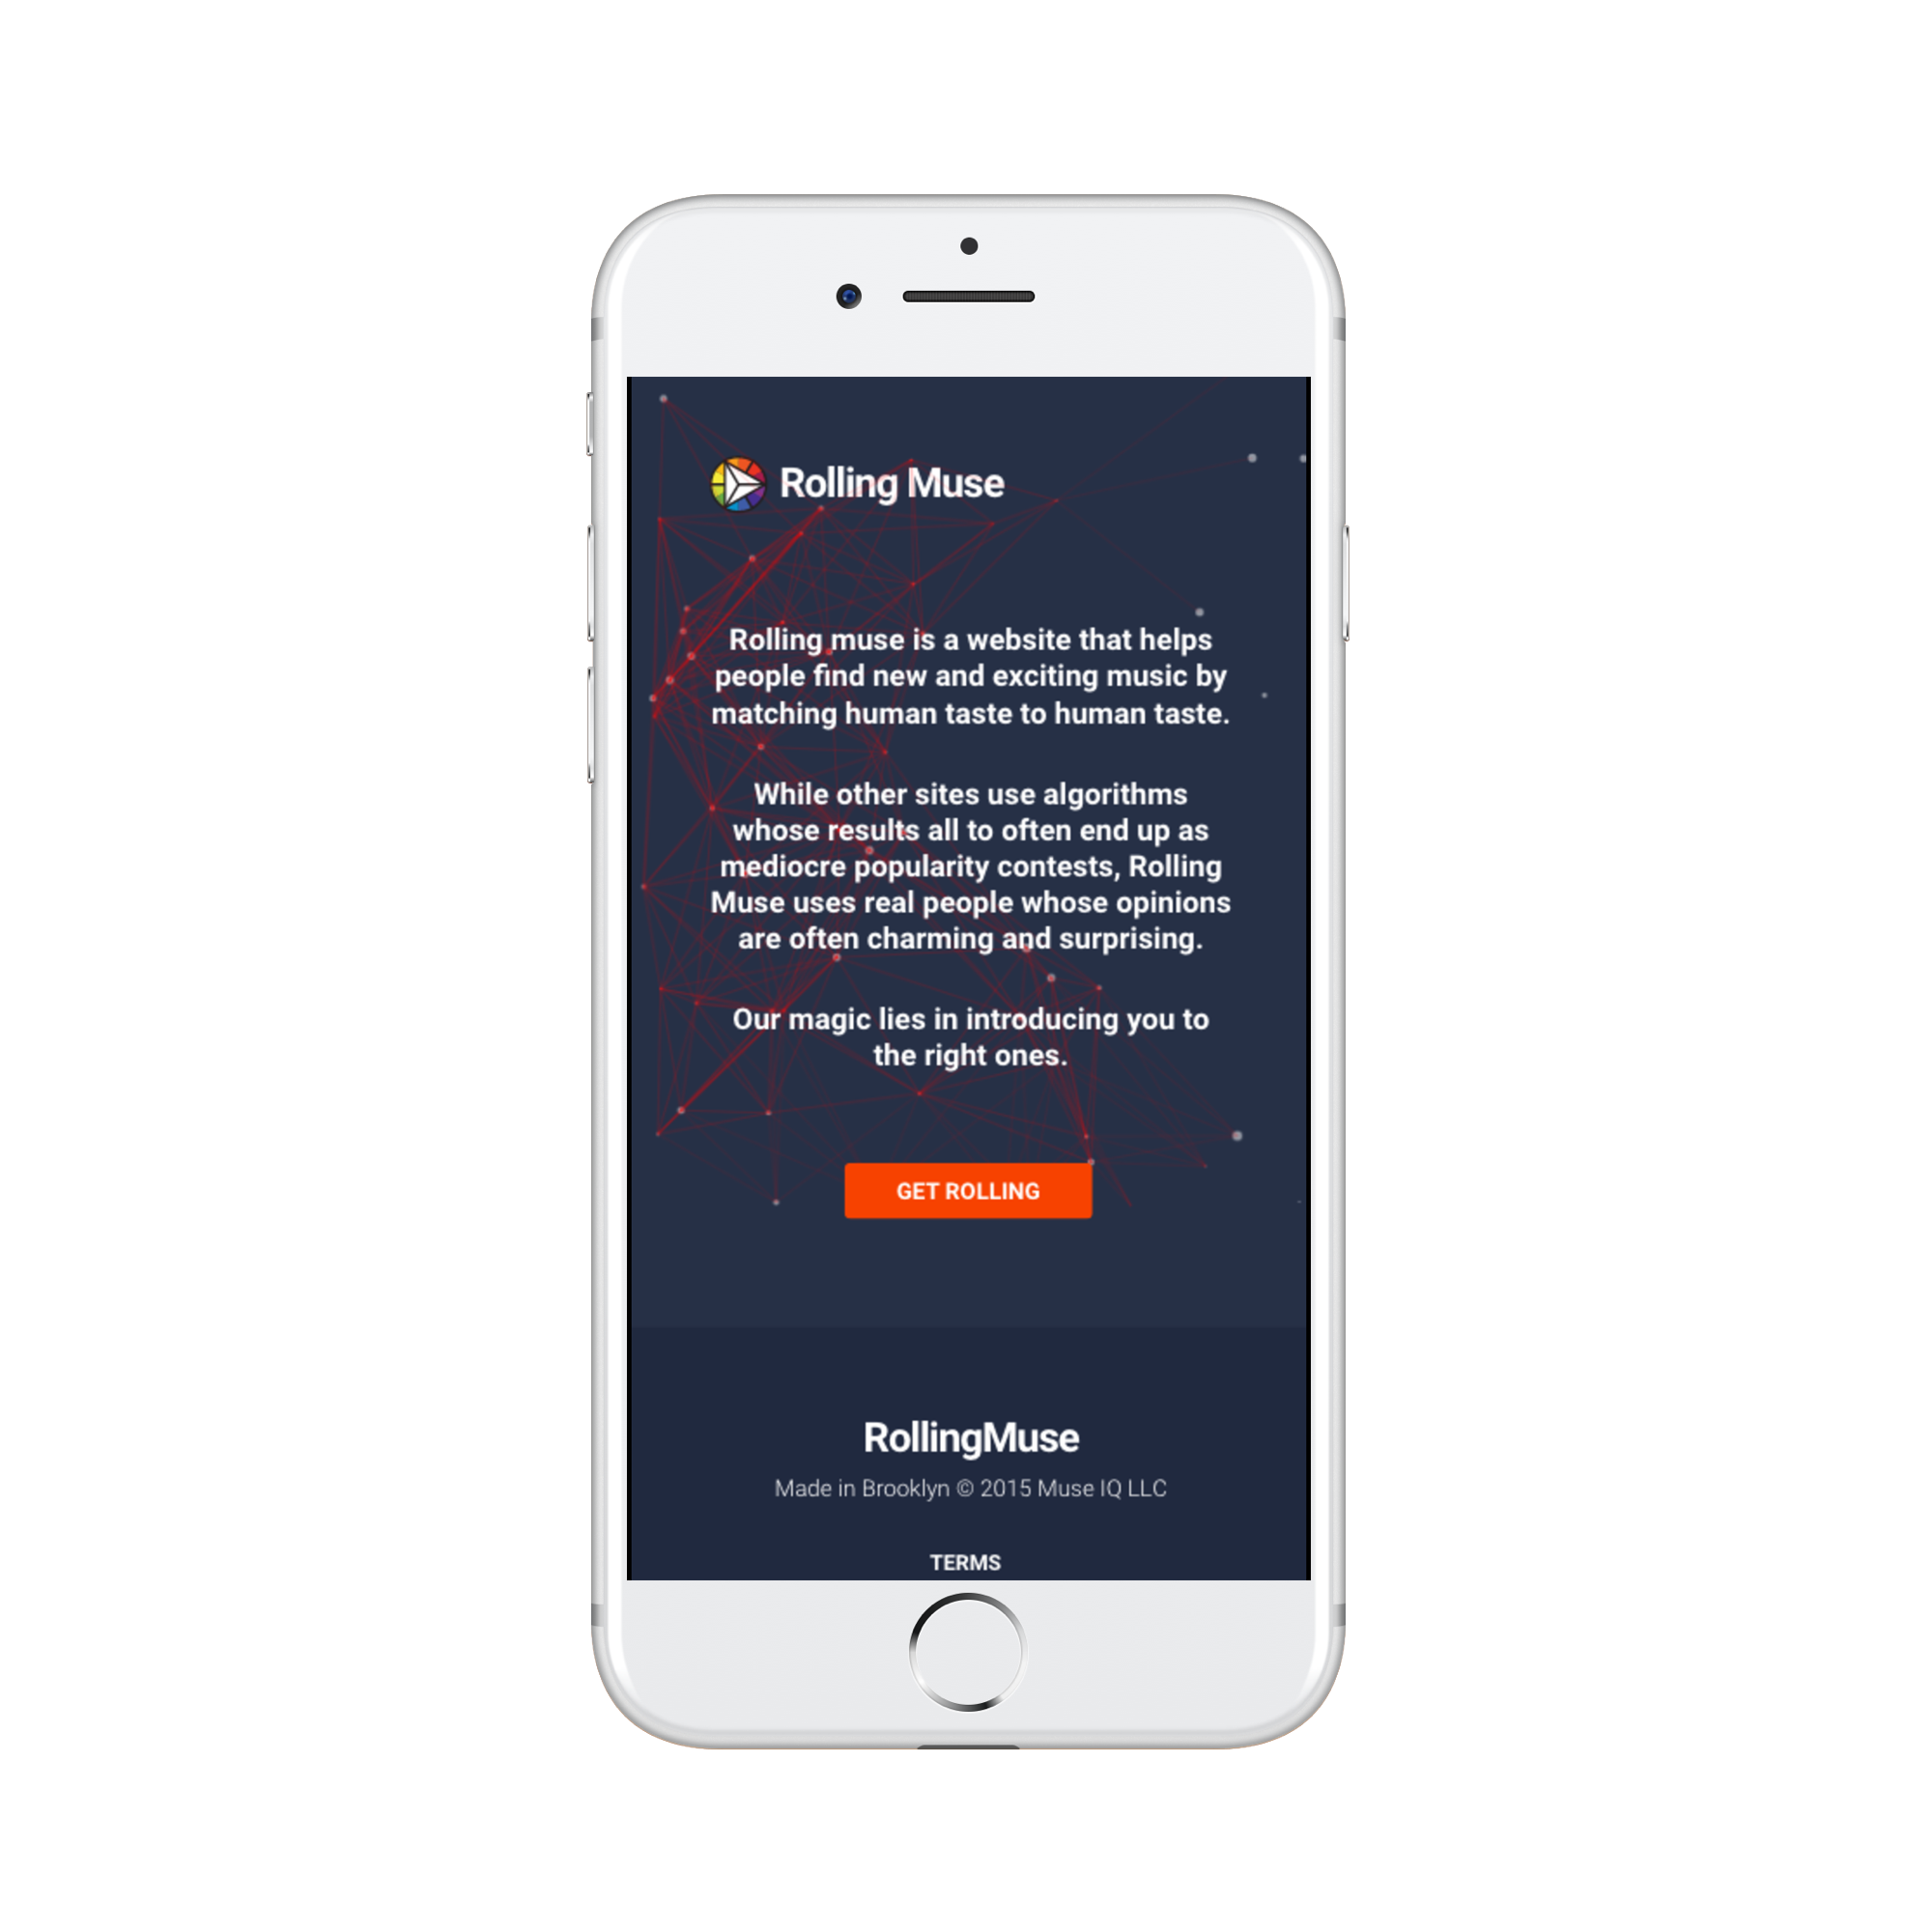 Rolling Muse
Rolling muse is a website that helps
people find new and exciting music by
matching human taste to human taste.
While other sites use algorithms
whose results all to often end up as
mediocre popularity contests, Rolling
Muse uses real people whose opinions
are often charming and surprising.
Our magic lies in introducing you to
the right ones.
GET ROLLING
RollingMuse
Made in Brooklyn © 2015 Muse IQ LLC
TERMS